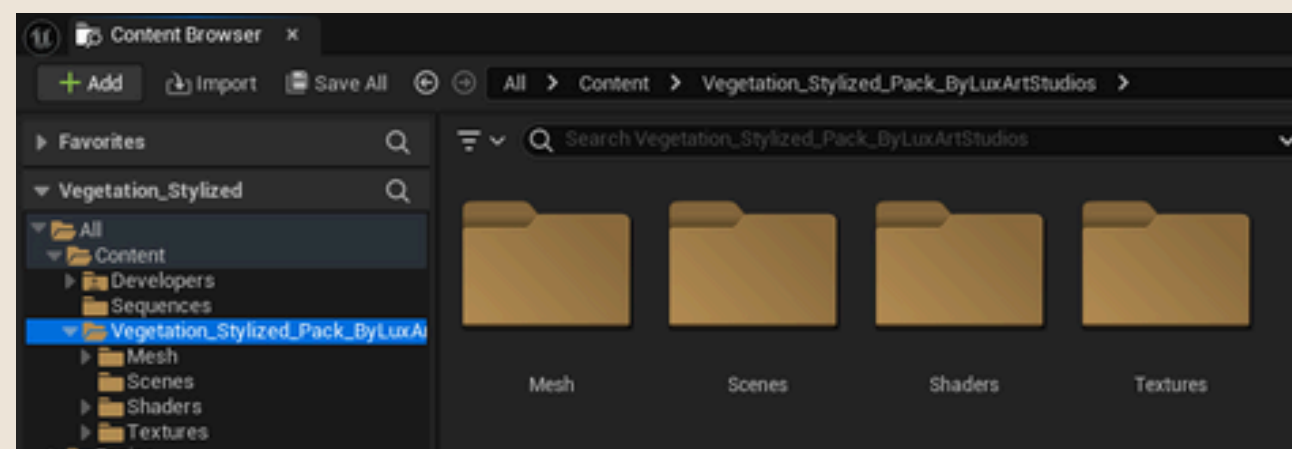 Content Browser ×
+ Add Import Save All All > Content > Vegetation_Stylized_Pack_ByLuxArtStudios >
Favorites
Search Vegetation_Stylized_Pack_ByLuxArtStudios
Vegetation_Stylized
All
Content
Developers
Sequences
Vegetation_Stylized_Pack_ByLuxAr
Mesh
Scenes
Shaders
Textures
Mesh Scenes Shaders Textures